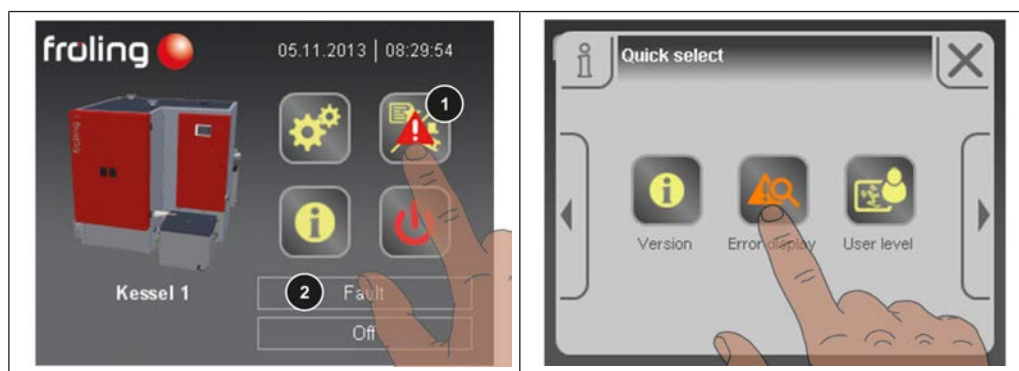 froling
05.11.2013 | 08:29:54
1
Kessel 1
2 Fault
Off
Quick select
Version
Error display
User level